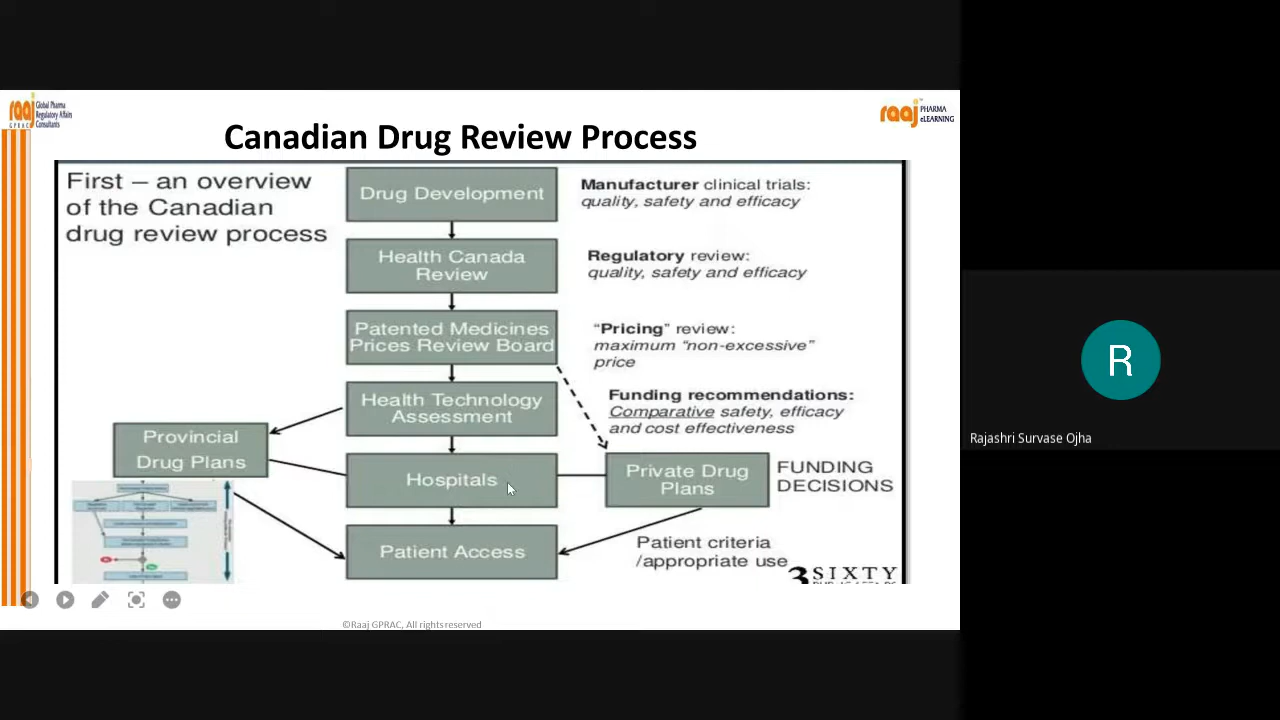 raaj
Global Pharma
Regulatory Affairs
Consultants
GPRAC
raaj PHARMA
eLEARNING
Canadian Drug Review Process
First – an overview
of the Canadian
drug review process
Drug Development
Manufacturer clinical trials:
quality, safety and efficacy
Health Canada
Review
Regulatory review:
quality, safety and efficacy
Patented Medicines
Prices Review Board
“Pricing” review:
maximum “non-excessive”
price
Health Technology
Assessment
Funding recommendations:
Comparative safety, efficacy
and cost effectiveness
Provincial
Drug Plans
Hospitals
Private Drug
Plans
FUNDING
DECISIONS
Patient Access
Patient criteria
/appropriate use
3SIXTY
©Raaj GPRAC, All rights reserved
R
Rajashri Survase Ojha